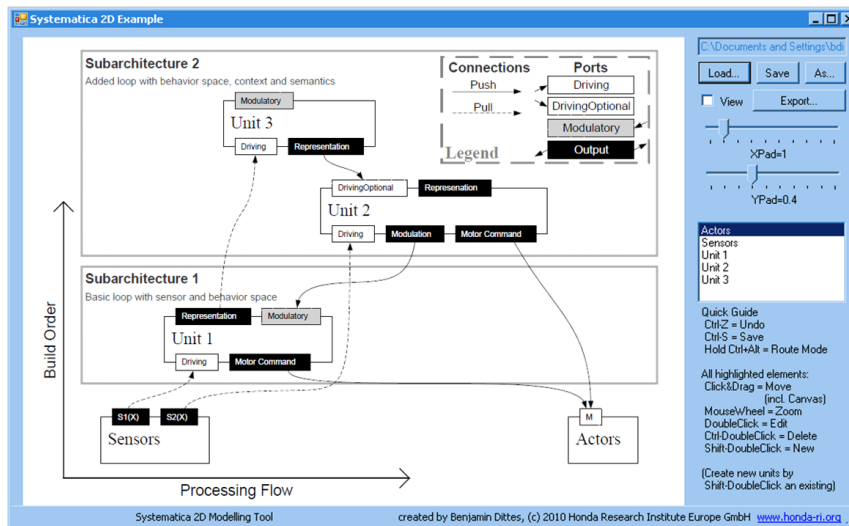 Systematica 2D Example
Subarchitecture 2
Added loop with behavior space, context and semantics
Modulatory
Unit 3
Driving
Representation
Connections
Push
Pull
Legend
Ports
Driving
DrivingOptional
Modulatory
Output
DrivingOptional
Represenation
Unit 2
Driving
Modulation
Motor Command
Subarchitecture 1
Basic loop with sensor and behavior space
Representation
Modulatory
Unit 1
Driving
Motor Command
S1(X)
S2(X)
Sensors
M
Actors
Build Order
Processing Flow
C:\Documents and Settings\bdi
Load...
Save
As...
View
Export...
XPad=1
YPad=0.4
Actors
Sensors
Unit 1
Unit 2
Unit 3
Quick Guide
Ctrl-Z = Undo
Ctrl-S = Save
Hold Ctrl+Alt = Route Mode
All highlighted elements:
Click&Drag = Move
(incl. Canvas)
MouseWheel = Zoom
DoubleClick = Edit
Ctrl-DoubleClick = Delete
Shift-DoubleClick = New
(Create new units by
Shift-DoubleClick an existing)
Systematica 2D Modelling Tool
created by Benjamin Dittes, (c) 2010 Honda Research Institute Europe GmbH www.honda-ri.org